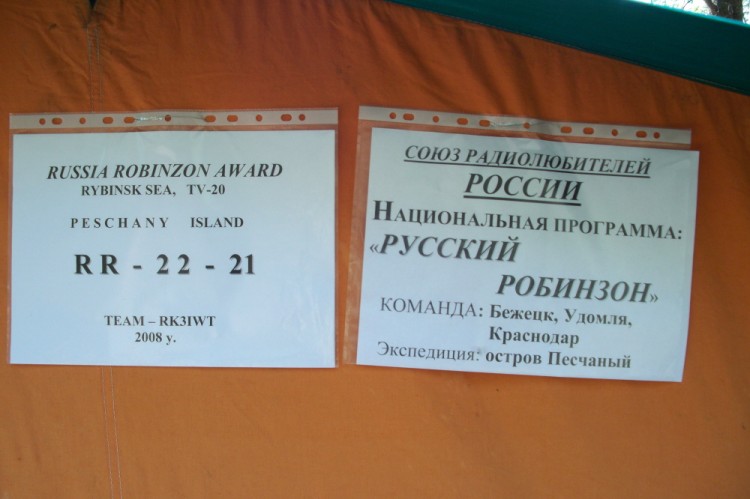 RUSSIA ROBINZON AWARD
RYBINSK SEA, TV-20
PESCHANY ISLAND
RR - 22 - 21
TEAM – RK3IWT
2008 y.
СОЮЗ РАДИОЛЮБИТЕЛЕЙ
РОССИИ
НАЦИОНАЛЬНАЯ ПРОГРАММА:
«РУССКИЙ
РОБИНЗОН»
КОМАНДА: Бежецк, Удомля,
Краснодар
Экспедиция: остров Песчаный